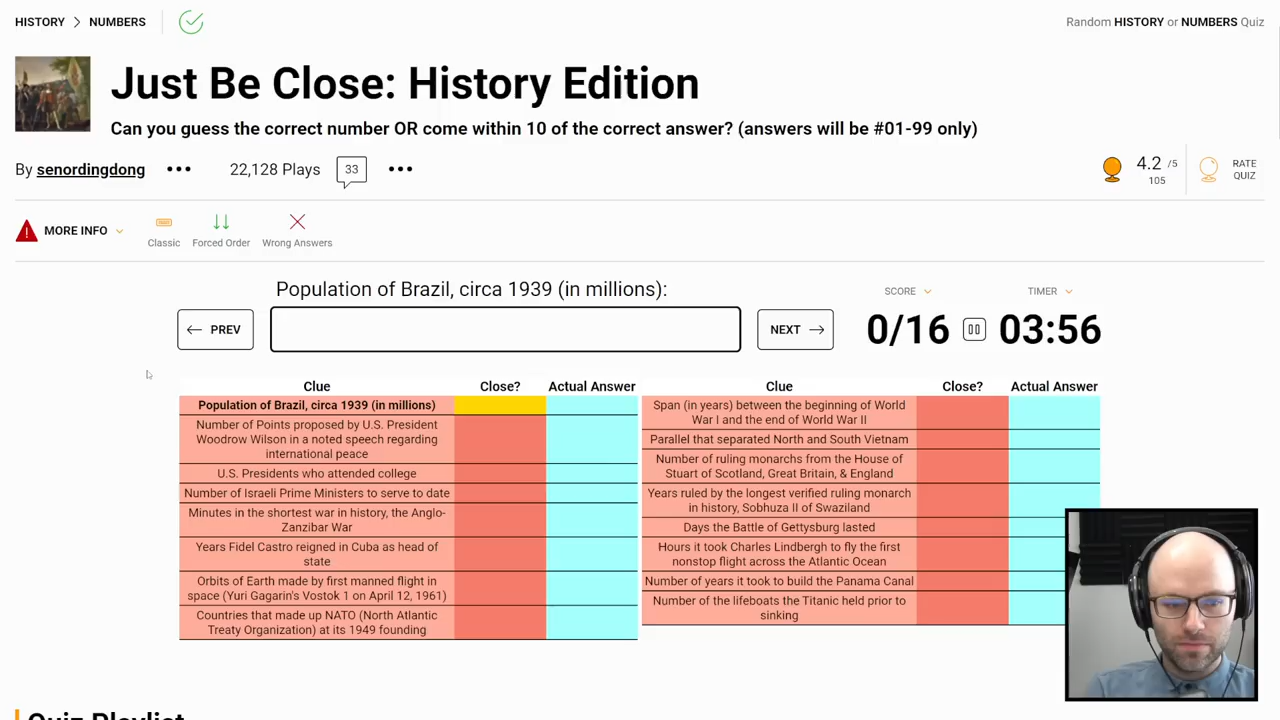 HISTORY > NUMBERS
Random HISTORY or NUMBERS Quiz
Just Be Close: History Edition
Can you guess the correct number OR come within 10 of the correct answer? (answers will be #01-99 only)
By senordingdong ••• 22,128 Plays 33 •••
4.2 /5
105
RATE
QUIZ
MORE INFO
Classic
Forced Order
Wrong Answers
Population of Brazil, circa 1939 (in millions):
← PREV
NEXT →
SCORE
0/16
TIMER
03:56
Clue Close? Actual Answer
Population of Brazil, circa 1939 (in millions)
Number of Points proposed by U.S. President
Woodrow Wilson in a noted speech regarding
international peace
U.S. Presidents who attended college
Number of Israeli Prime Ministers to serve to date
Minutes in the shortest war in history, the Anglo-
Zanzibar War
Years Fidel Castro reigned in Cuba as head of
state
Orbits of Earth made by first manned flight in
space (Yuri Gagarin's Vostok 1 on April 12, 1961)
Countries that made up NATO (North Atlantic
Treaty Organization) at its 1949 founding
Clue Close? Actual Answer
Span (in years) between the beginning of World
War I and the end of World War II
Parallel that separated North and South Vietnam
Number of ruling monarchs from the House of
Stuart of Scotland, Great Britain, & England
Years ruled by the longest verified ruling monarch
in history, Sobhuza II of Swaziland
Days the Battle of Gettysburg lasted
Hours it took Charles Lindbergh to fly the first
nonstop flight across the Atlantic Ocean
Number of years it took to build the Panama Canal
Number of the lifeboats the Titanic held prior to
sinking
Quiz Playlist